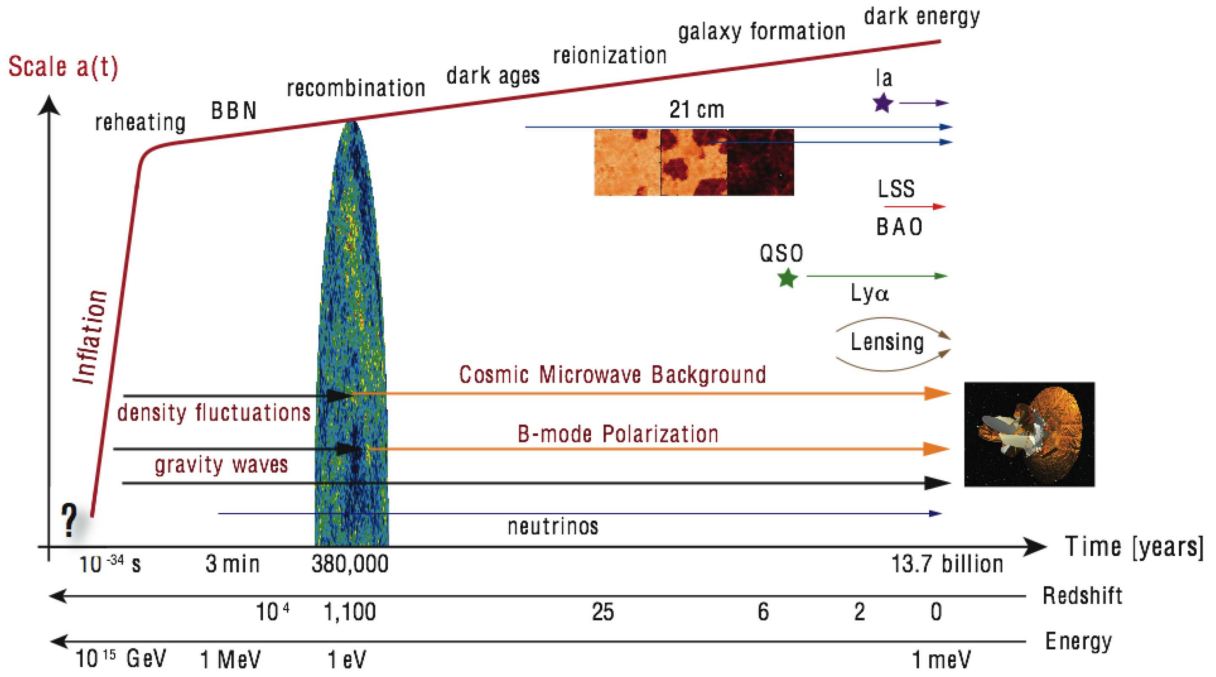 dark energy
galaxy formation
reionization
dark ages
recombination
BBN
reheating
Scale a(t)
Ia
21 cm
LSS
BAO
QSO
Lyα
Lensing
Inflation
Cosmic Microwave Background
density fluctuations
B-mode Polarization
gravity waves
?
neutrinos
10⁻³⁴ s 3 min 380,000 13.7 billion Time [years]
10⁴ 1,100 25 6 2 0 Redshift
10¹⁵ GeV 1 MeV 1 eV 1 meV Energy